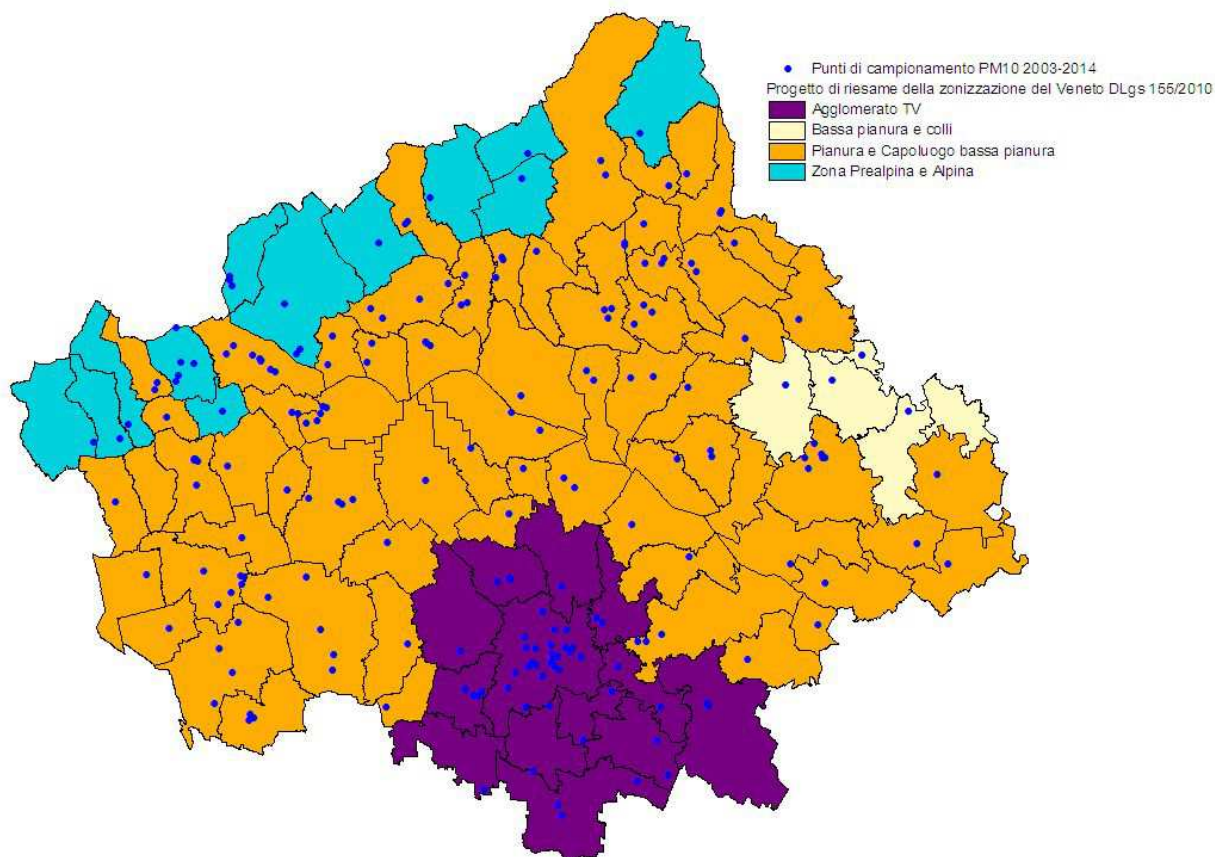 Punti di campionamento PM10 2003-2014
Progetto di riesame della zonizzazione del Veneto DLgs 155/2010
Agglomerato TV
Bassa pianura e colli
Pianura e Capoluogo bassa pianura
Zona Prealpina e Alpina